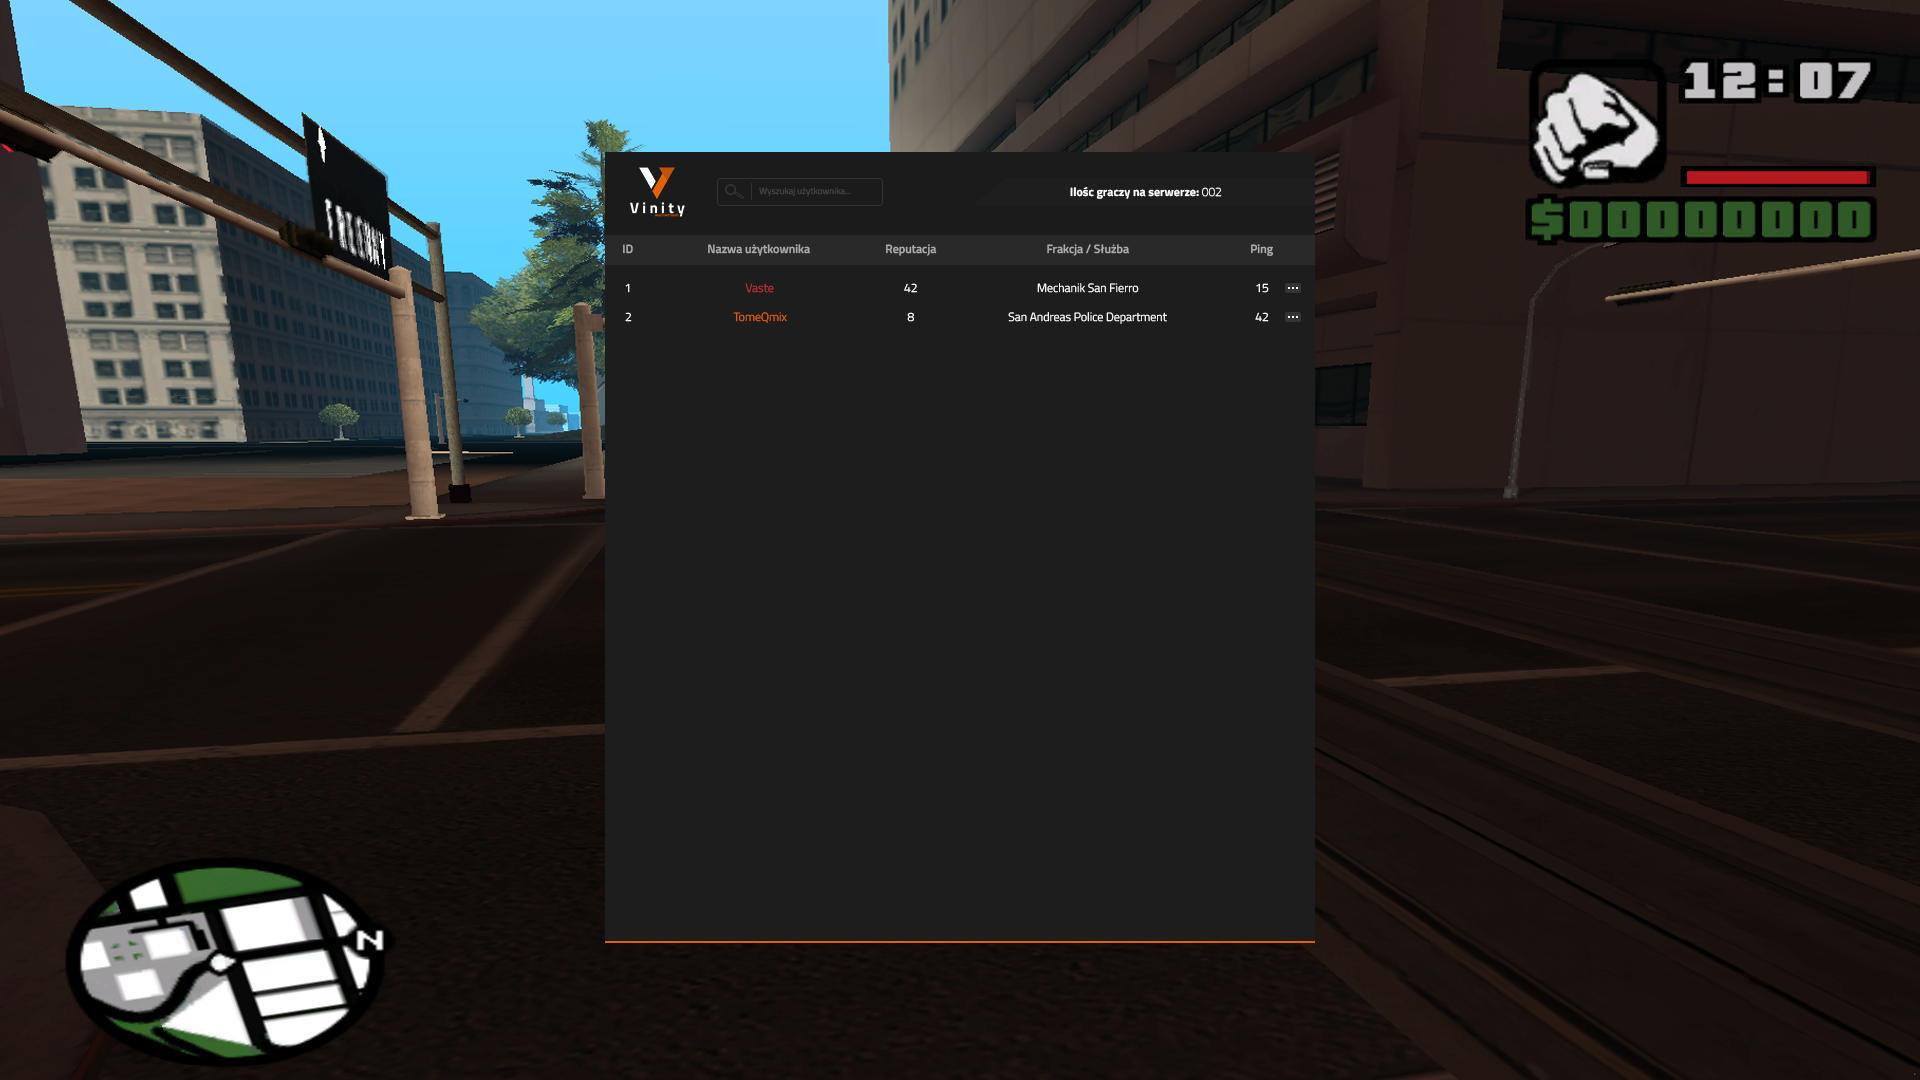 12:07
$00000000
Vinity
Wyszukaj użytkownika...
Ilośc graczy na serwerze: 002
ID Nazwa użytkownika Reputacja Frakcja / Służba Ping
1 Vaste 42 Mechanik San Fierro 15
2 TomeQmix 8 San Andreas Police Department 42
N